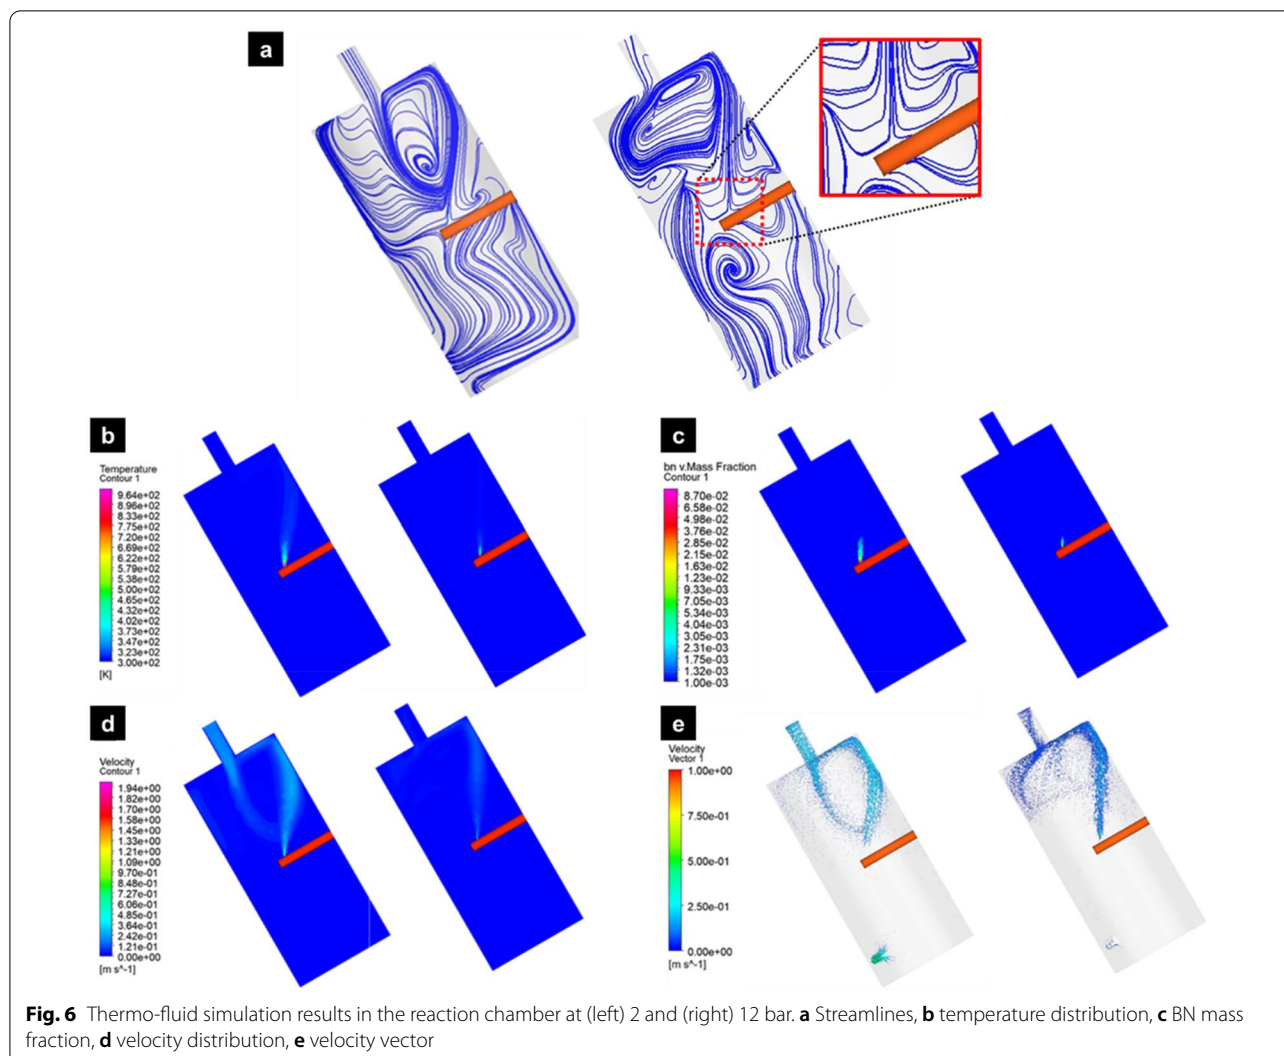 a
b
Temperature
Contour 1
9.64e+02
8.96e+02
8.33e+02
7.75e+02
7.20e+02
6.69e+02
6.22e+02
5.79e+02
5.38e+02
5.00e+02
4.65e+02
4.32e+02
4.02e+02
3.73e+02
3.47e+02
3.23e+02
3.00e+02
[K]
c
bn v.Mass Fraction
Contour 1
8.70e-02
6.58e-02
4.98e-02
3.76e-02
2.85e-02
2.15e-02
1.63e-02
1.23e-02
9.33e-03
7.05e-03
5.34e-03
4.04e-03
3.05e-03
2.31e-03
1.75e-03
1.32e-03
1.00e-03
d
Velocity
Contour 1
1.94e+00
1.82e+00
1.70e+00
1.58e+00
1.45e+00
1.33e+00
1.21e+00
1.09e+00
9.70e-01
8.48e-01
7.27e-01
6.06e-01
4.85e-01
3.64e-01
2.42e-01
1.21e-01
0.00e+00
[m s^-1]
e
Velocity
Vector 1
1.00e+00
7.50e-01
5.00e-01
2.50e-01
0.00e+00
[m s^-1]
Fig. 6 Thermo-fluid simulation results in the reaction chamber at (left) 2 and (right) 12 bar. a Streamlines, b temperature distribution, c BN mass
fraction, d velocity distribution, e velocity vector